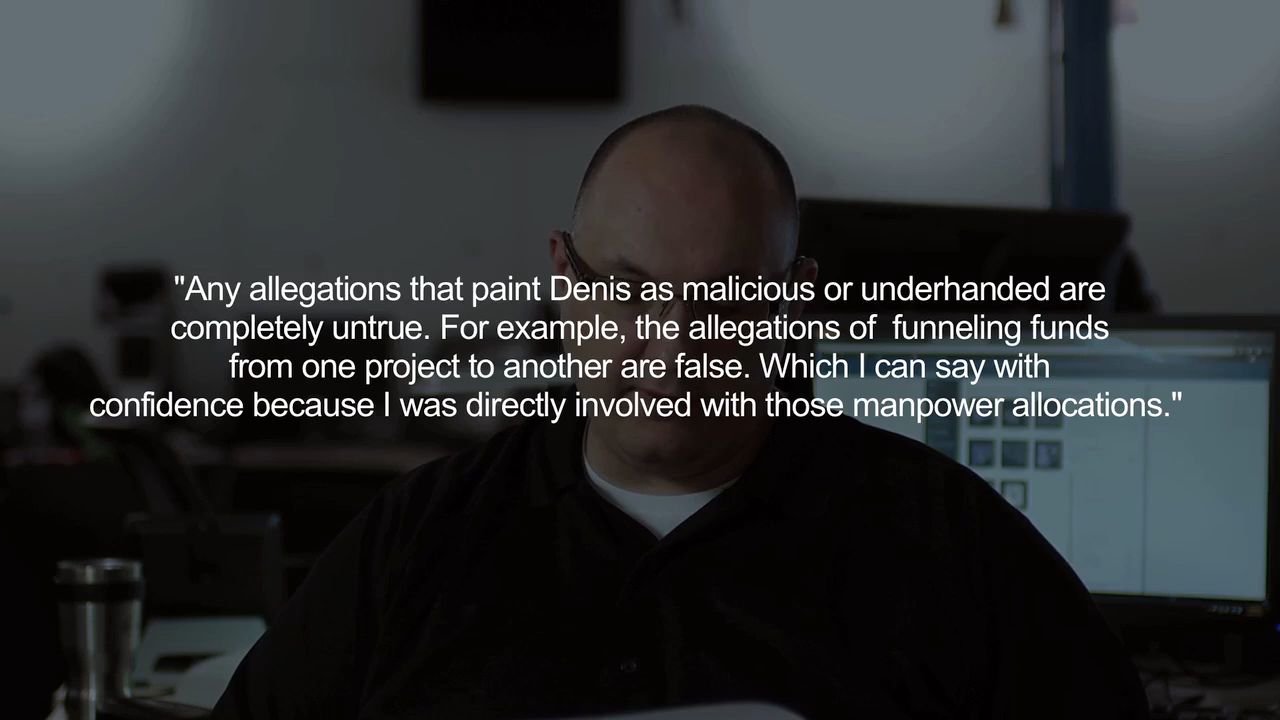 "Any allegations that paint Denis as malicious or underhanded are
completely untrue. For example, the allegations of  funneling funds
from one project to another are false. Which I can say with
confidence because I was directly involved with those manpower allocations."